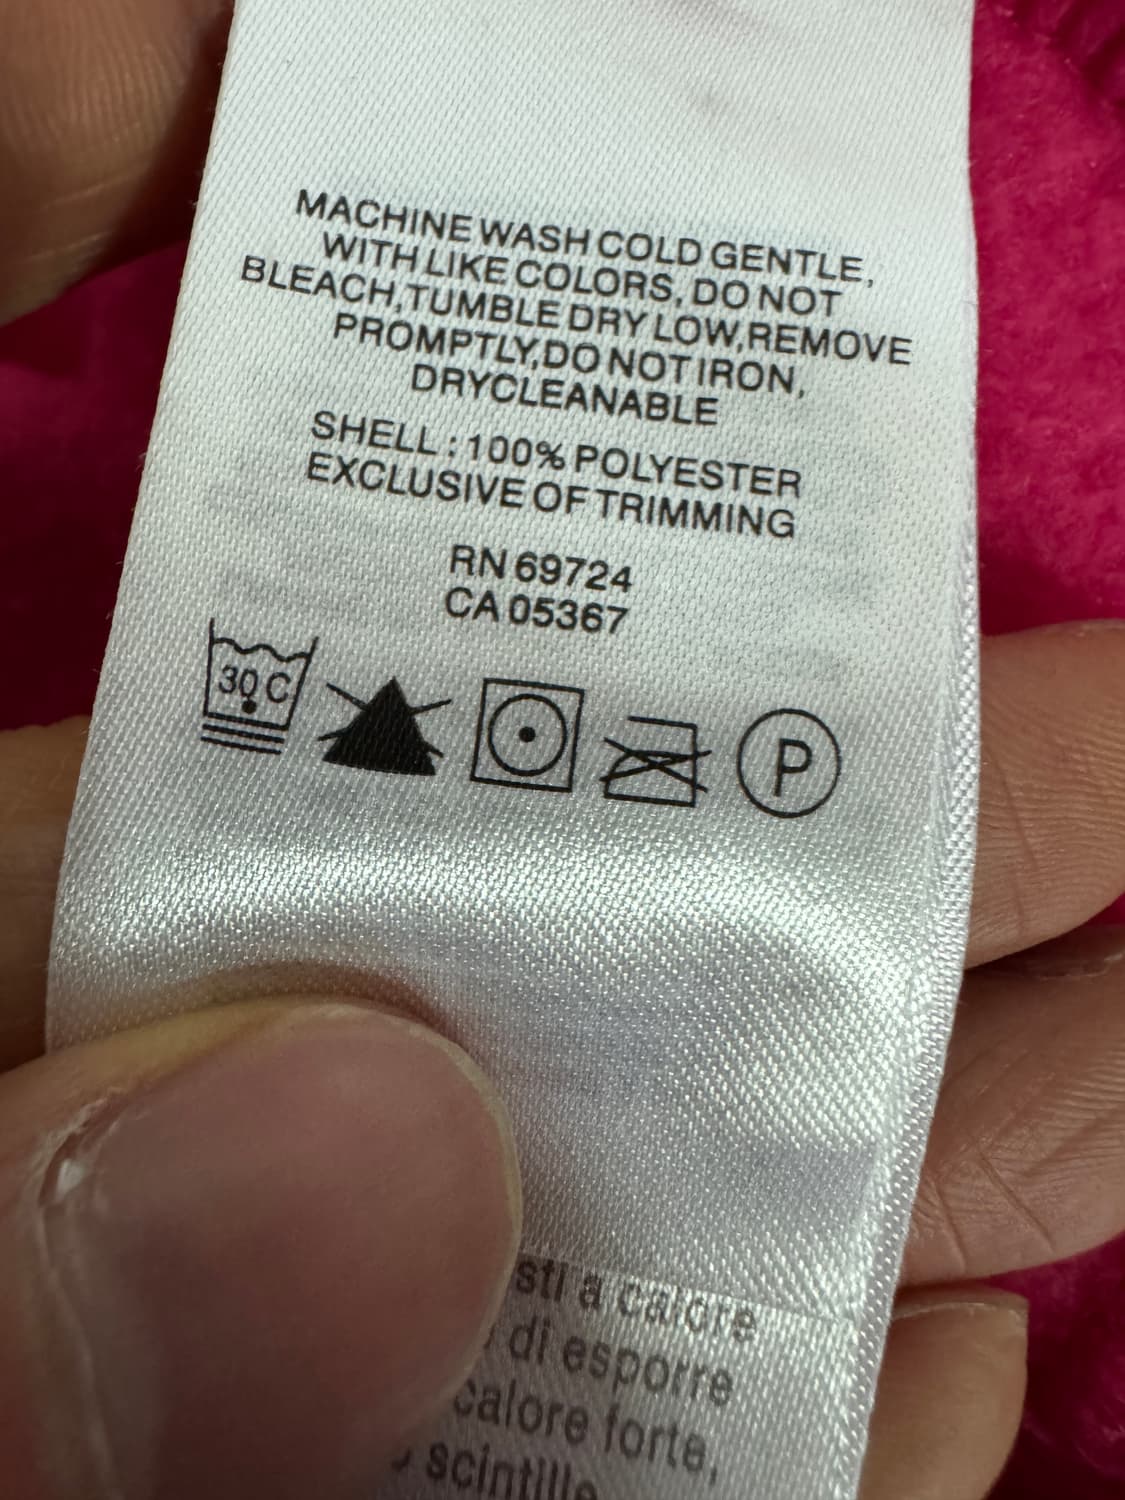 MACHINE WASH COLD GENTLE,
WITH LIKE COLORS, DO NOT
BLEACH,TUMBLE DRY LOW,REMOVE
PROMPTLY,DO NOT IRON,
DRYCLEANABLE
SHELL : 100% POLYESTER
EXCLUSIVE OF TRIMMING
RN 69724
CA 05367
30 C
P
a calore
di esporre
calore forte,
scintille